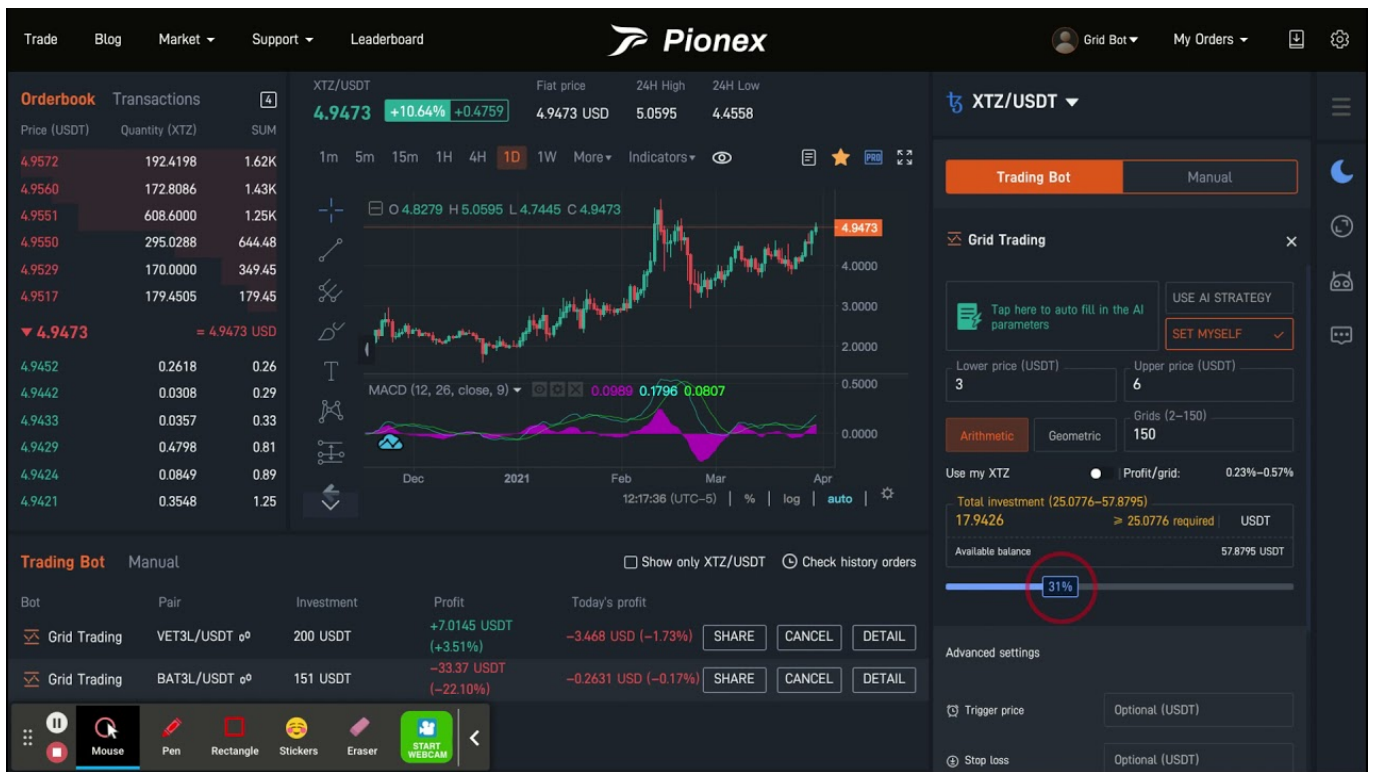 Trade Blog Market Support Leaderboard Pionex Grid Bot My Orders
Orderbook Transactions 4
Price (USDT) Quantity (XTZ) SUM
4.9572 192.4198 1.62K
4.9560 172.8086 1.43K
4.9551 608.6000 1.25K
4.9550 295.0288 644.48
4.9529 170.0000 349.45
4.9517 179.4505 179.45
4.9473 = 4.9473 USD
4.9452 0.2618 0.26
4.9442 0.0308 0.29
4.9433 0.0357 0.33
4.9429 0.4798 0.81
4.9424 0.0849 0.89
4.9421 0.3548 1.25
XTZ/USDT Fiat price 24H High 24H Low
4.9473 +10.64% +0.4759 4.9473 USD 5.0595 4.4558
1m 5m 15m 1H 4H 1D 1W More Indicators PRO
O 4.8279 H 5.0595 L 4.7445 C 4.9473
4.9473
4.0000
3.0000
2.0000
MACD (12, 26, close, 9) 0.0989 0.1796 0.0807
0.5000
0.0000
Dec 2021 Feb Mar Apr
12:17:36 (UTC-5) % log auto
XTZ/USDT
Trading Bot Manual
Grid Trading
Tap here to auto fill in the AI
parameters
USE AI STRATEGY
SET MYSELF
Lower price (USDT) Upper price (USDT)
3 6
Grids (2-150)
Arithmetic Geometric 150
Use my XTZ Profit/grid: 0.23%-0.57%
Total investment (25.0776-57.8795)
17.9426 ≥ 25.0776 required USDT
Available balance 57.8795 USDT
31%
Advanced settings
Trigger price Optional (USDT)
Stop loss Optional (USDT)
Trading Bot Manual Show only XTZ/USDT Check history orders
Bot Pair Investment Profit Today's profit
Grid Trading VET3L/USDT 200 USDT +7.0145 USDT (+3.51%) -3.468 USD (-1.73%) SHARE CANCEL DETAIL
Grid Trading BAT3L/USDT 151 USDT -33.37 USDT (-22.10%) -0.2631 USD (-0.17%) SHARE CANCEL DETAIL
Mouse Pen Rectangle Stickers Eraser START WEBCAM